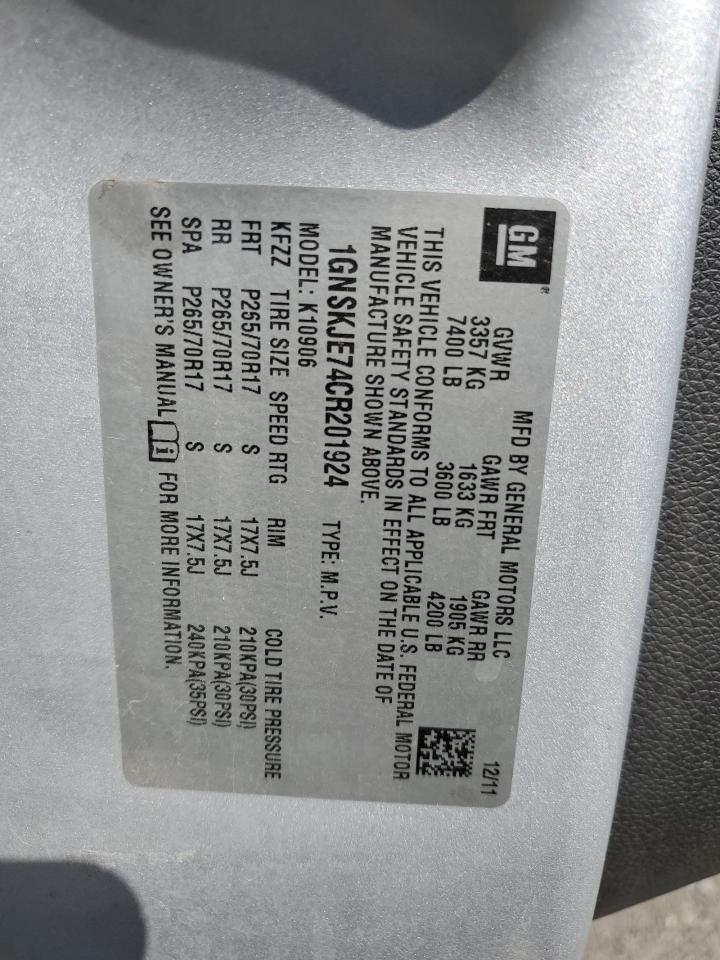 GM ®
MFD BY GENERAL MOTORS LLC 12/11
GVWR GAWR FRT GAWR RR
3357 KG 1633 KG 1905 KG
7400 LB 3600 LB 4200 LB
THIS VEHICLE CONFORMS TO ALL APPLICABLE U.S. FEDERAL MOTOR
VEHICLE SAFETY STANDARDS IN EFFECT ON THE DATE OF
MANUFACTURE SHOWN ABOVE.
1GNSKJE74CR201924 TYPE: M.P.V.
MODEL: K10906
KFZZ TIRE SIZE SPEED RTG RIM COLD TIRE PRESSURE
FRT P265/70R17 S 17X7.5J 210KPA(30PSI)
RR P265/70R17 S 17X7.5J 210KPA(30PSI)
SPA P265/70R17 S 17X7.5J 240KPA(35PSI)
SEE OWNER'S MANUAL i FOR MORE INFORMATION.